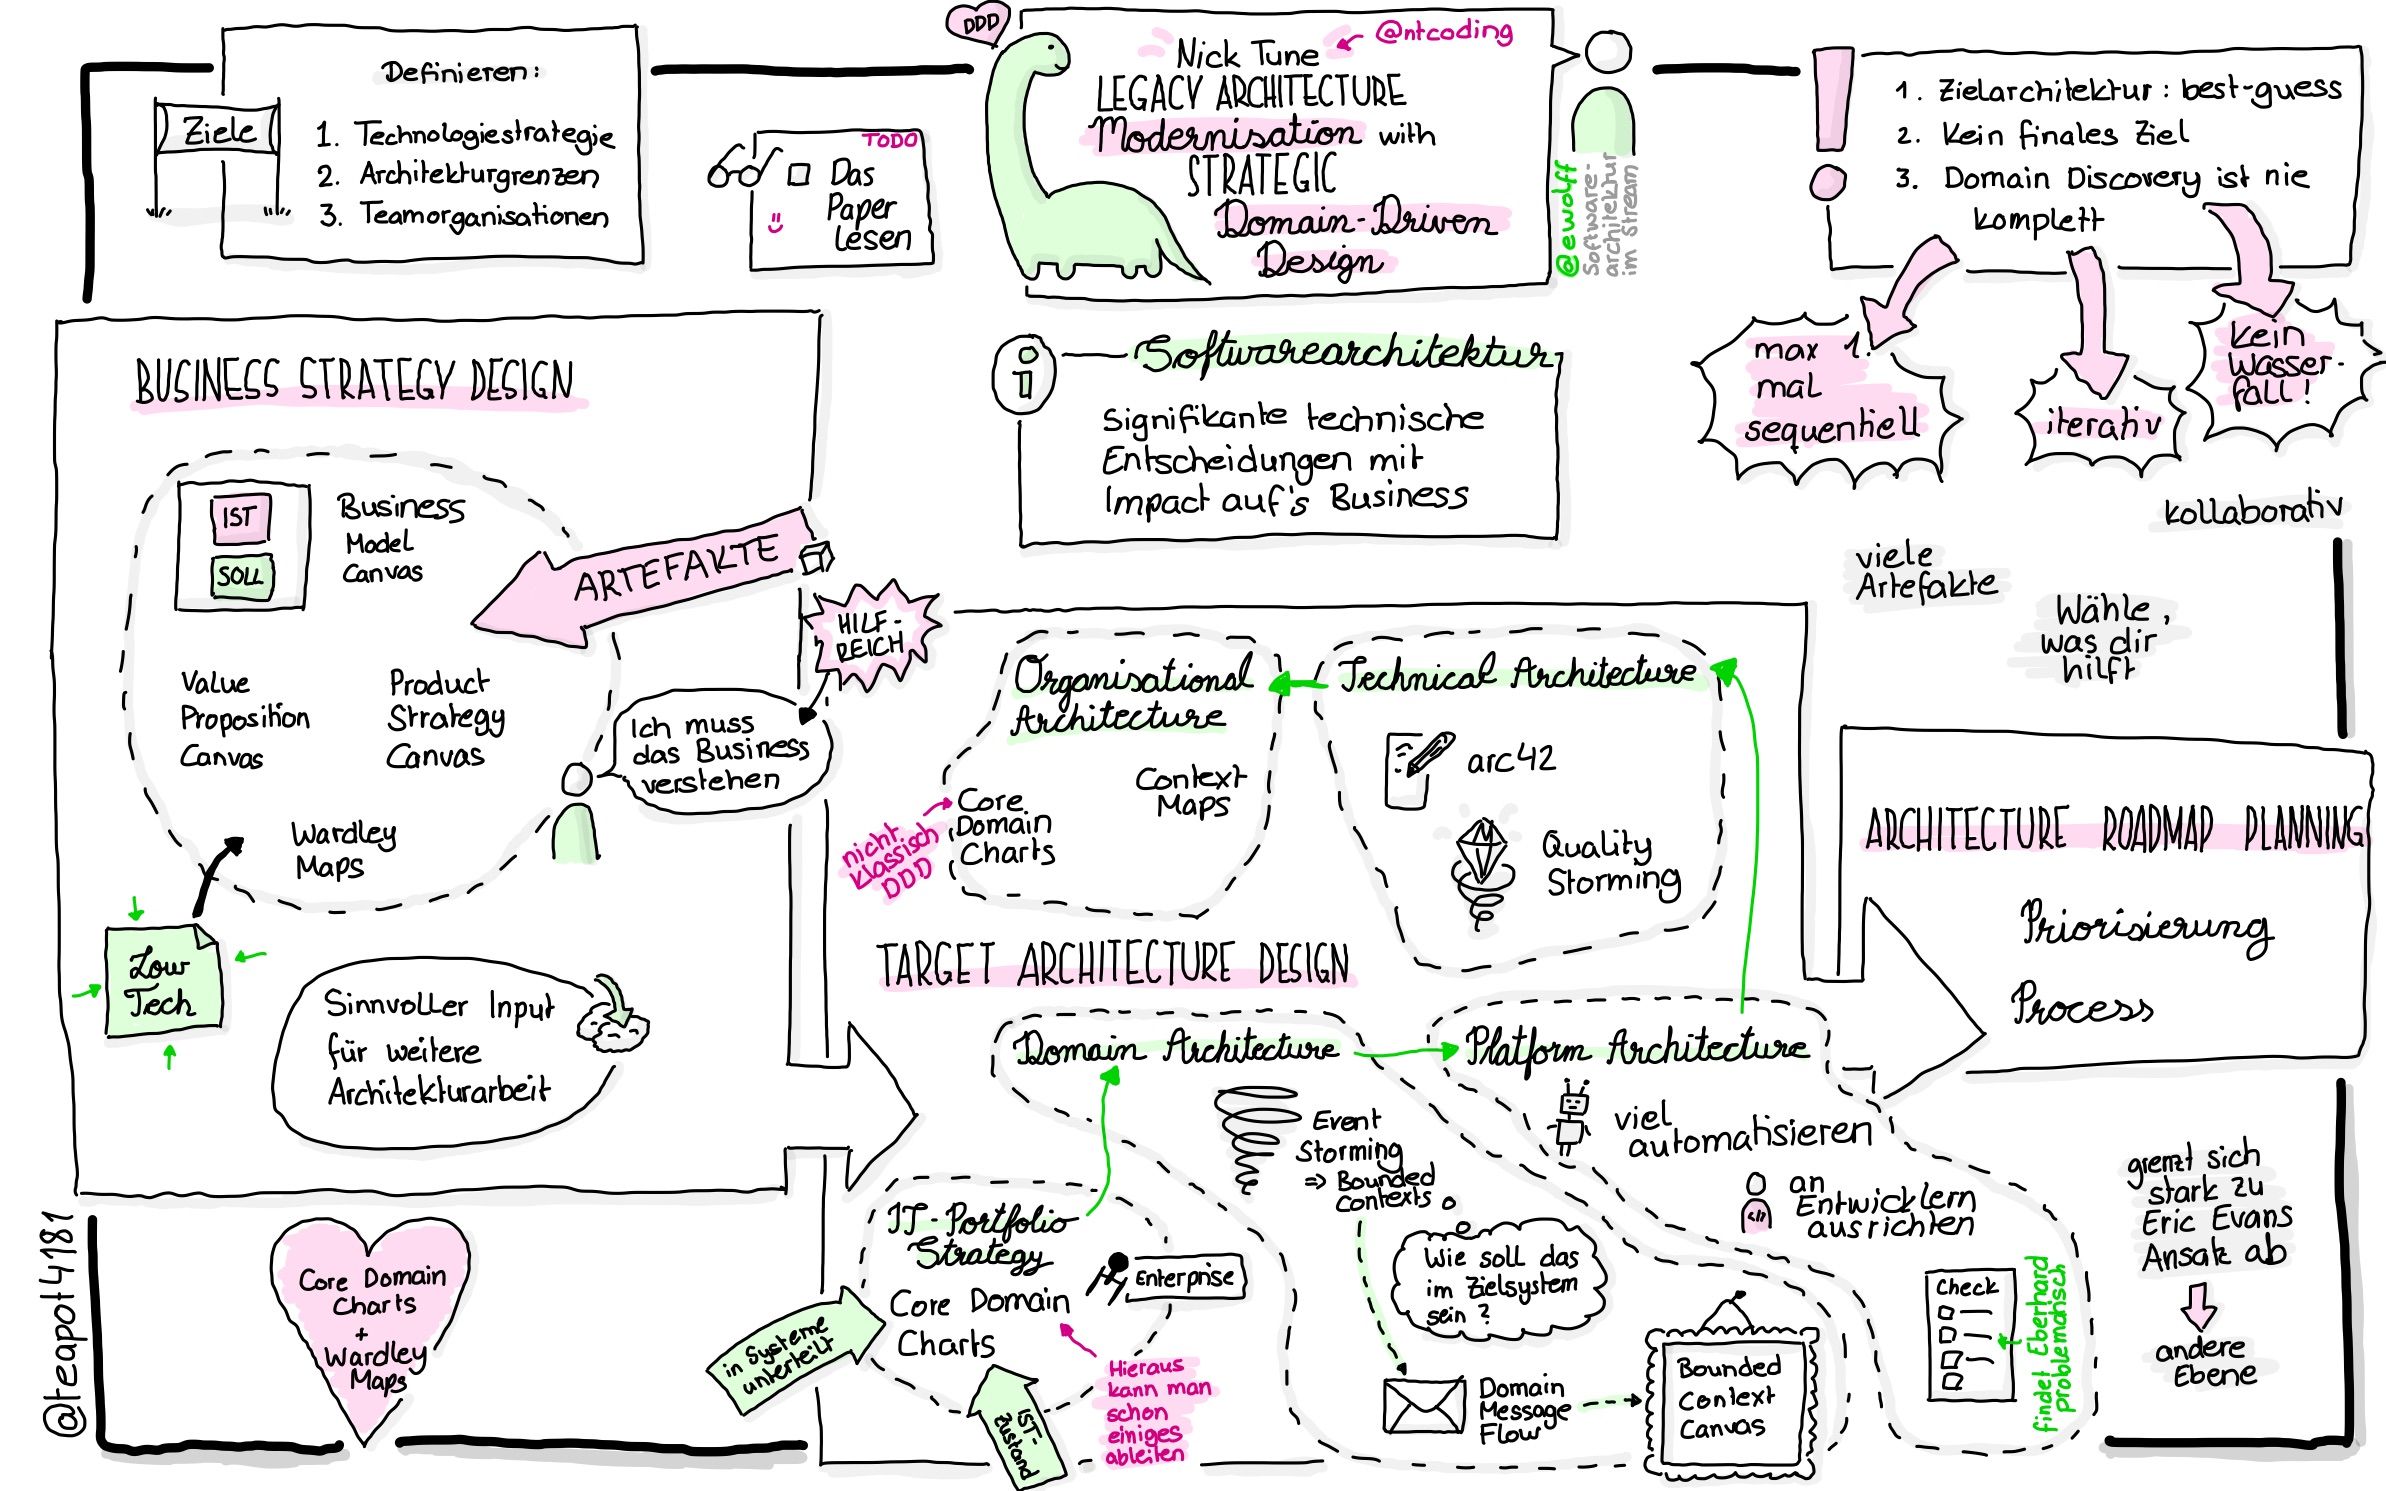 Definieren:
Ziele
1. Technologiestrategie
2. Architekturgrenzen
3. Teamorganisationen
TODO
Das
Paper
lesen
DDD
Nick Tune
@ntcoding
LEGACY ARCHITECTURE
Modernisation with
STRATEGIC
Domain-Driven
Design
@ewolff
Software-
architektur
im Stream
1. Zielarchitektur: best-guess
2. Kein finales Ziel
3. Domain Discovery ist nie
komplett
max 1.
mal
sequentiell
iterativ
kein
Wasser-
fall!
i
Softwarearchitektur
Signifikante technische
Entscheidungen mit
Impact auf's Business
kollaborativ
viele
Artefakte
Wähle,
was dir
hilft
BUSINESS STRATEGY DESIGN
IST
SOLL
Business
Model
Canvas
ARTEFAKTE
HILF-
REICH
Value
Proposition
Canvas
Product
Strategy
Canvas
Ich muss
das Business
verstehen
Wardley
Maps
Low
Tech
Sinnvoller Input
für weitere
Architekturarbeit
Organisational
Architecture
Technical Architecture
Core
Domain
Charts
Context
Maps
nicht
klassisch
DDD
arc42
Quality
Storming
TARGET ARCHITECTURE DESIGN
Domain Architecture
Platform Architecture
Event
Storming
⇒ Bounded
Contexts
viel
automatisieren
an
Entwicklern
ausrichten
</>
IT-Portfolio
Strategy
Enterprise
Core Domain
Charts
in Systeme
unterteilt
IST-
Zustand
Hieraus
kann man
schon
einiges
ableiten
Wie soll das
im Zielsystem
sein?
Domain
Message
Flow
Bounded
Context
Canvas
Check
findet Eberhard
problematisch
ARCHITECTURE ROADMAP PLANNING
Priorisierung
Process
grenzt sich
stark zu
Eric Evans
Ansatz ab
andere
Ebene
@teapot4181
Core Domain
Charts
+
Wardley
Maps